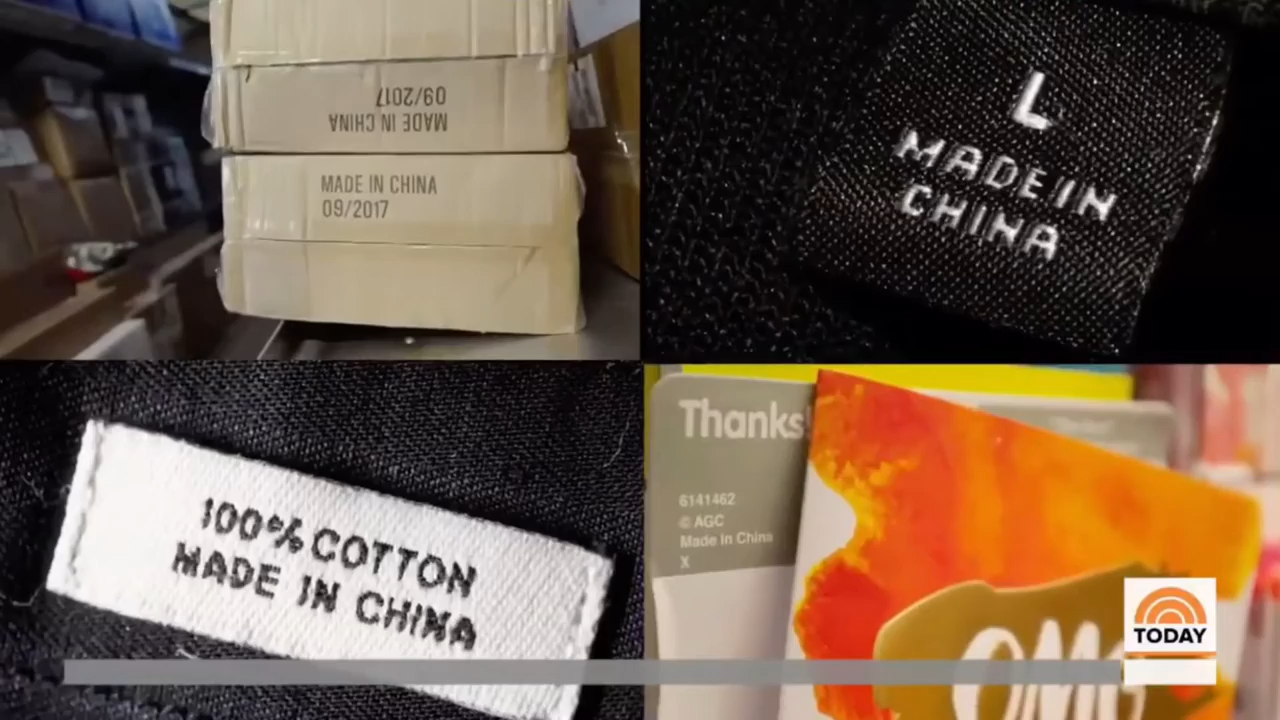 09/2017
MADE IN CHINA
MADE IN CHINA
09/2017
L
MADE IN
CHINA
100% COTTON
MADE IN CHINA
Thanks!
6141462
© AGC
Made In China
X
OMG
TODAY